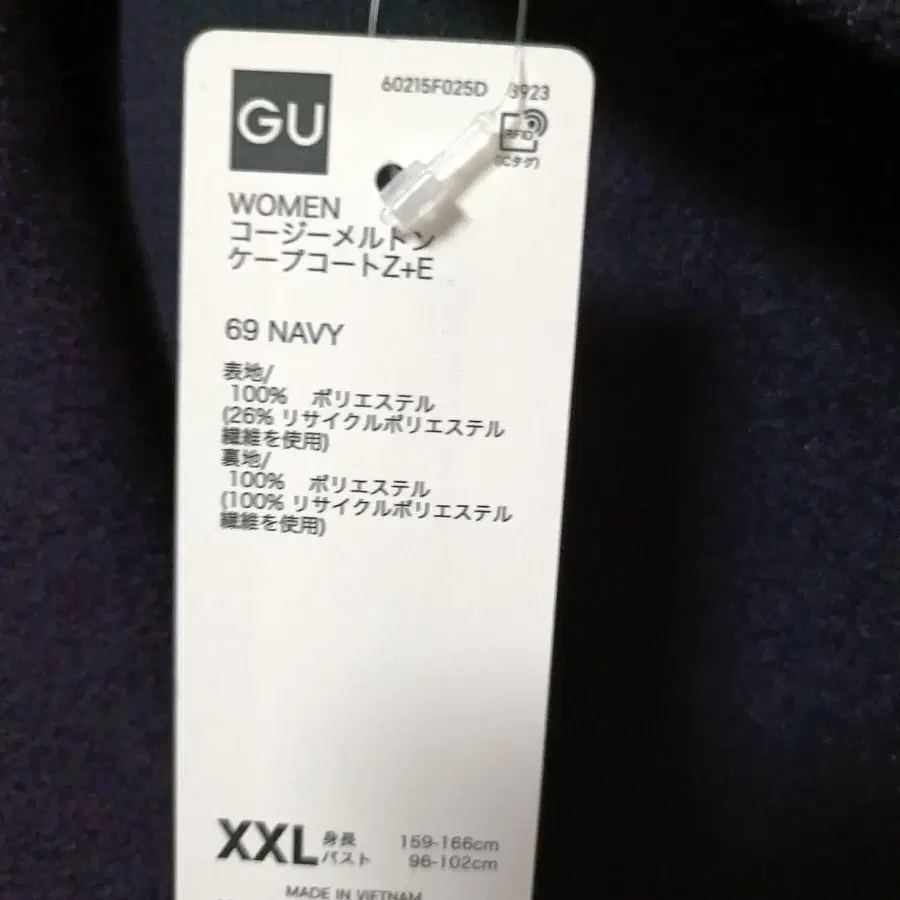 GU
60215F025D 3923
RFID
(ICタグ)
WOMEN
コージーメルトン
ケープコートZ+E
69 NAVY
表地/
100% ポリエステル
(26% リサイクルポリエステル
繊維を使用)
裏地/
100% ポリエステル
(100% リサイクルポリエステル
繊維を使用)
XXL
身長 159-166cm
バスト 96-102cm
MADE IN VIETNAM